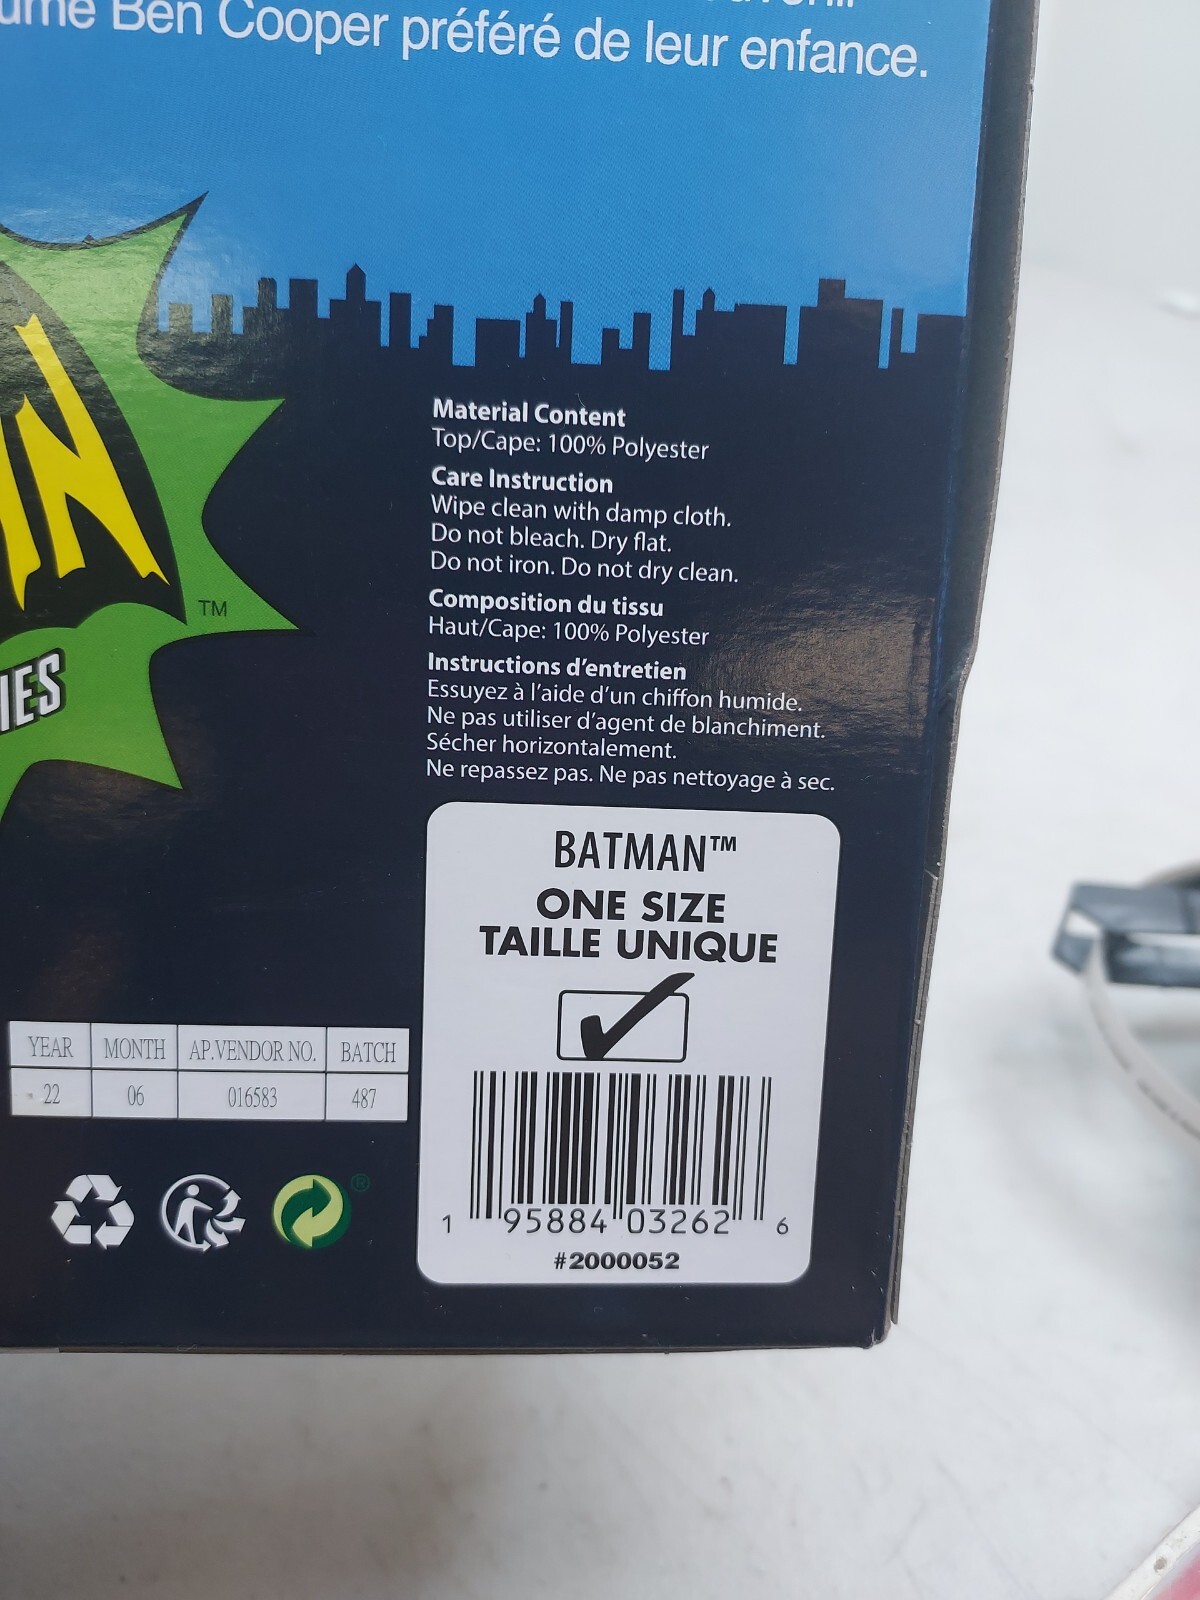 Ben Cooper préféré de leur enfance.
IN
TM
IES
Material Content
Top/Cape: 100% Polyester
Care Instruction
Wipe clean with damp cloth.
Do not bleach. Dry flat.
Do not iron. Do not dry clean.
Composition du tissu
Haut/Cape: 100% Polyester
Instructions d'entretien
Essuyez à l'aide d'un chiffon humide.
Ne pas utiliser d'agent de blanchiment.
Sécher horizontalement.
Ne repassez pas. Ne pas nettoyage à sec.
BATMAN™
ONE SIZE
TAILLE UNIQUE
YEAR MONTH AP.VENDOR NO. BATCH
22 06 016583 487
®
1 95884 03262 6
#2000052